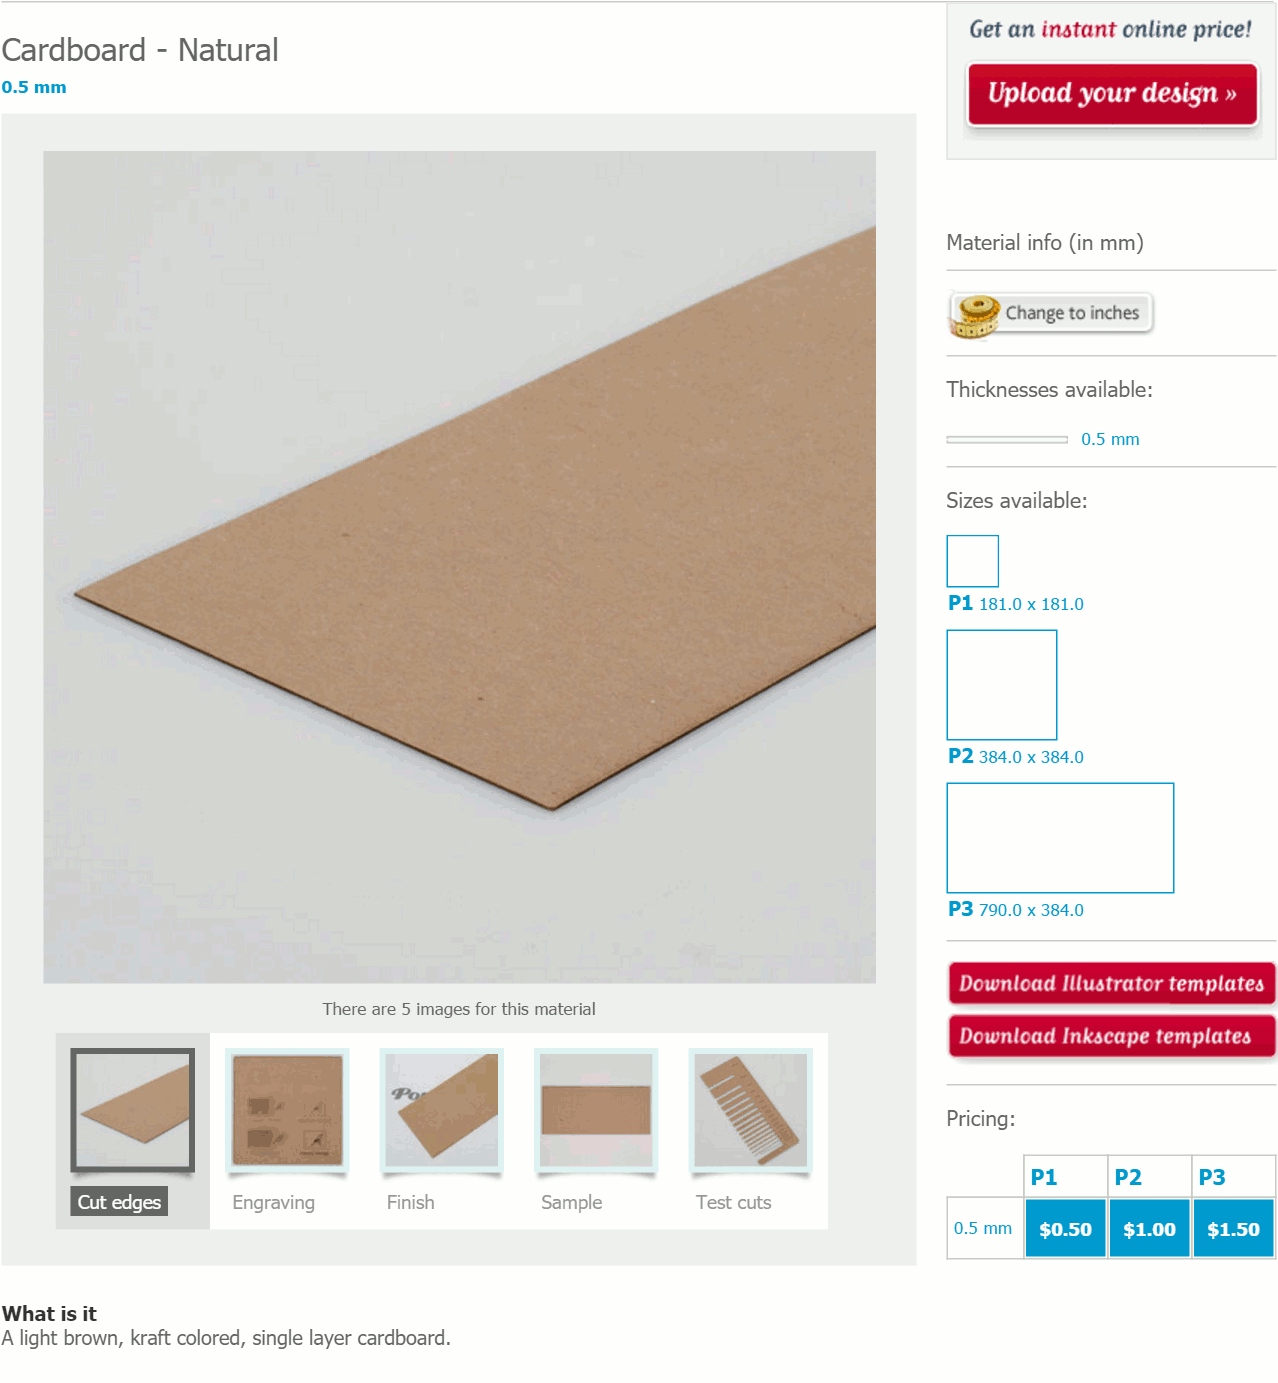 Get an instant online price!
Upload your design »
Cardboard - Natural
0.5 mm
Material info (in mm)
Change to inches
Thicknesses available:
0.5 mm
Sizes available:
P1 181.0 x 181.0
P2 384.0 x 384.0
P3 790.0 x 384.0
Download Illustrator templates
Download Inkscape templates
There are 5 images for this material
Cut edges
Engraving
Finish
Sample
Test cuts
Pricing:
P1 P2 P3
0.5 mm $0.50 $1.00 $1.50
What is it
A light brown, kraft colored, single layer cardboard.